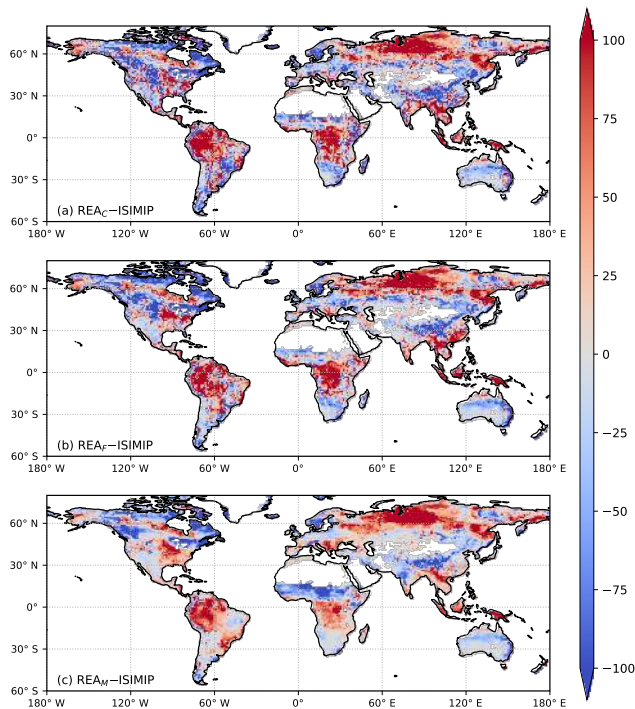 60° N
30° N
0°
30° S
(a) REA_C−ISIMIP
60° S
180° W 120° W 60° W 0° 60° E 120° E 180° E
60° N
30° N
0°
30° S
(b) REA_F−ISIMIP
60° S
180° W 120° W 60° W 0° 60° E 120° E 180° E
60° N
30° N
0°
30° S
(c) REA_M−ISIMIP
60° S
180° W 120° W 60° W 0° 60° E 120° E 180° E
100
75
50
25
0
−25
−50
−75
−100